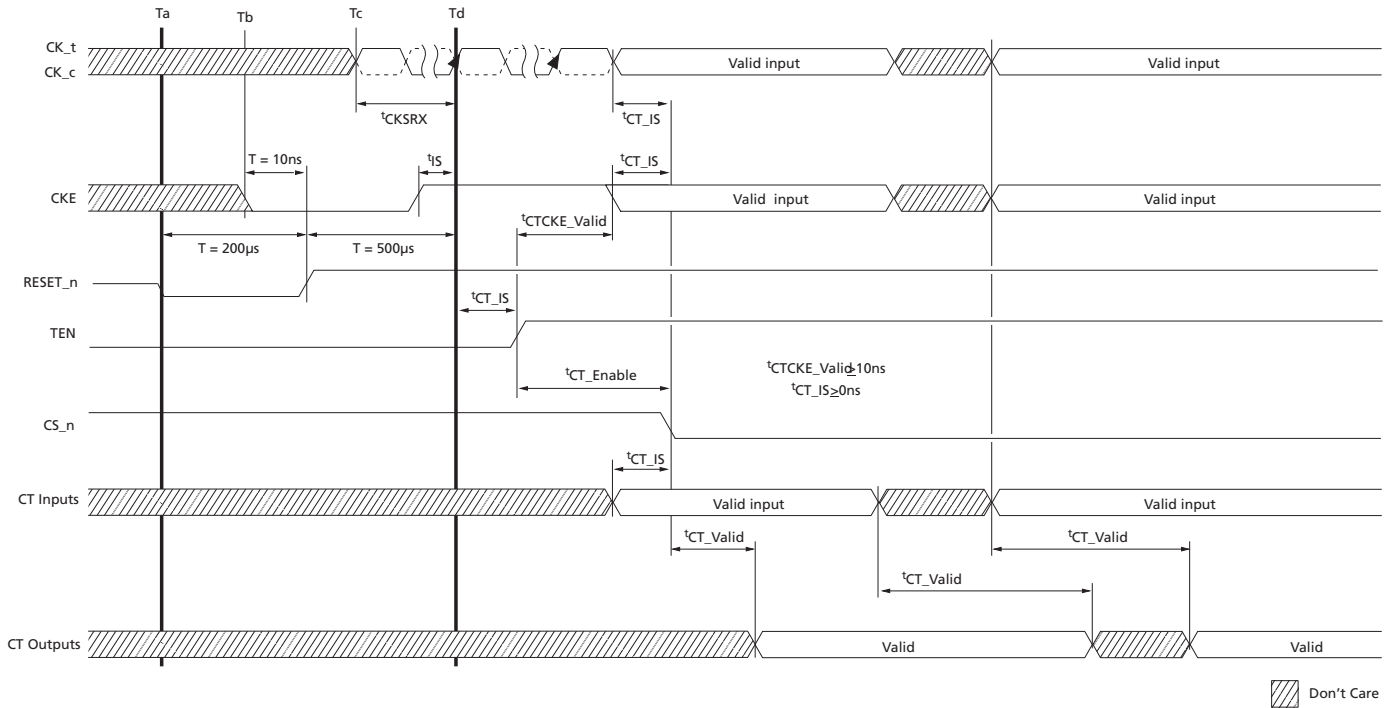 Ta
Tb
Tc
Td
CK_t
CK_c
Valid input
Valid input
tCKSRX
tCT_IS
T = 10ns
tIS
tCT_IS
CKE
Valid input
Valid input
tCTCKE_Valid
T = 200µs
T = 500µs
RESET_n
tCT_IS
TEN
tCT_Enable
tCTCKE_Valid≥10ns
tCT_IS≥0ns
CS_n
tCT_IS
CT Inputs
Valid input
Valid input
tCT_Valid
tCT_Valid
tCT_Valid
CT Outputs
Valid
Valid
Don't Care